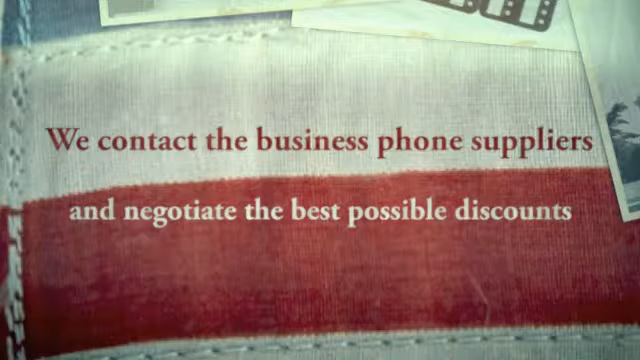 We contact the business phone suppliers
and negotiate the best possible discounts